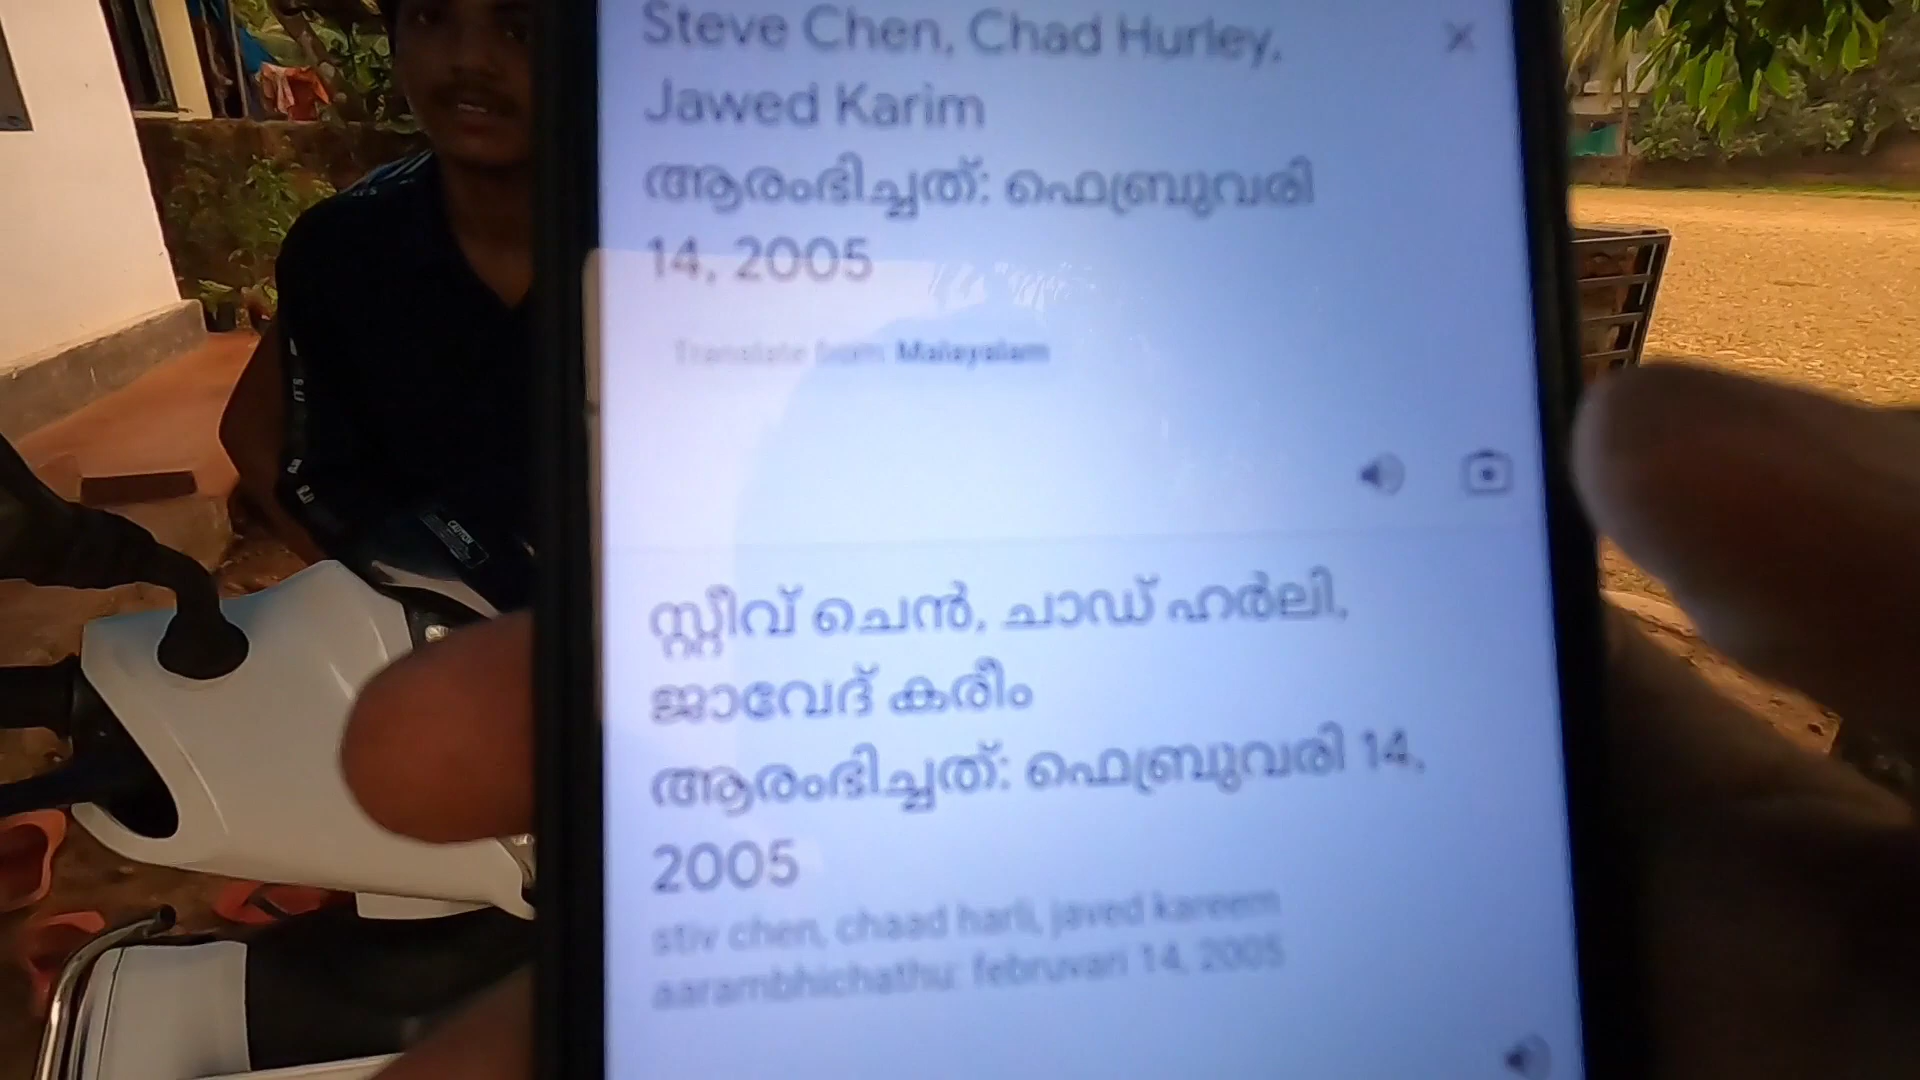 Steve Chen, Chad Hurley,
Jawed Karim
ആരംഭിച്ചത്: ഫെബ്രുവരി
14, 2005
Translate from Malayalam
സ്റ്റീവ് ചെൻ, ചാഡ് ഹർലി,
ജാവേദ് കരീം
ആരംഭിച്ചത്: ഫെബ്രുവരി 14,
2005
stiv chen, chaad harli, javed kareem
aarambhichathu: februvari 14, 2005
CAUTION